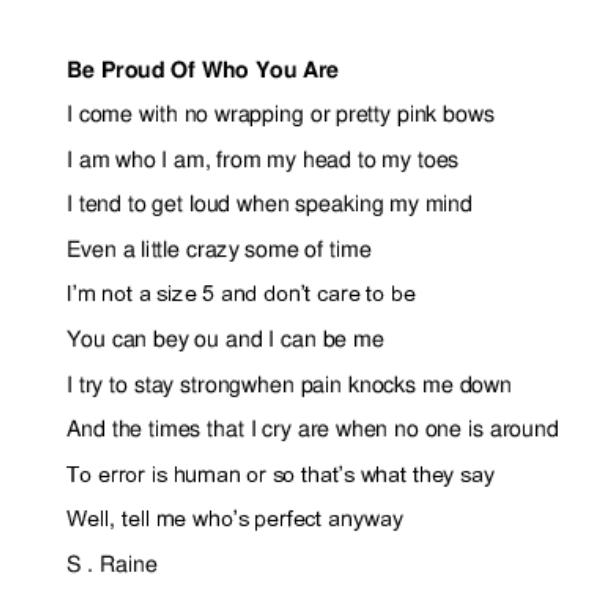 Be Proud Of Who You Are
I come with no wrapping or pretty pink bows
I am who I am, from my head to my toes
I tend to get loud when speaking my mind
Even a little crazy some of time
I'm not a size 5 and don't care to be
You can bey ou and I can be me
I try to stay strongwhen pain knocks me down
And the times that I cry are when no one is around
To error is human or so that's what they say
Well, tell me who's perfect anyway
S . Raine